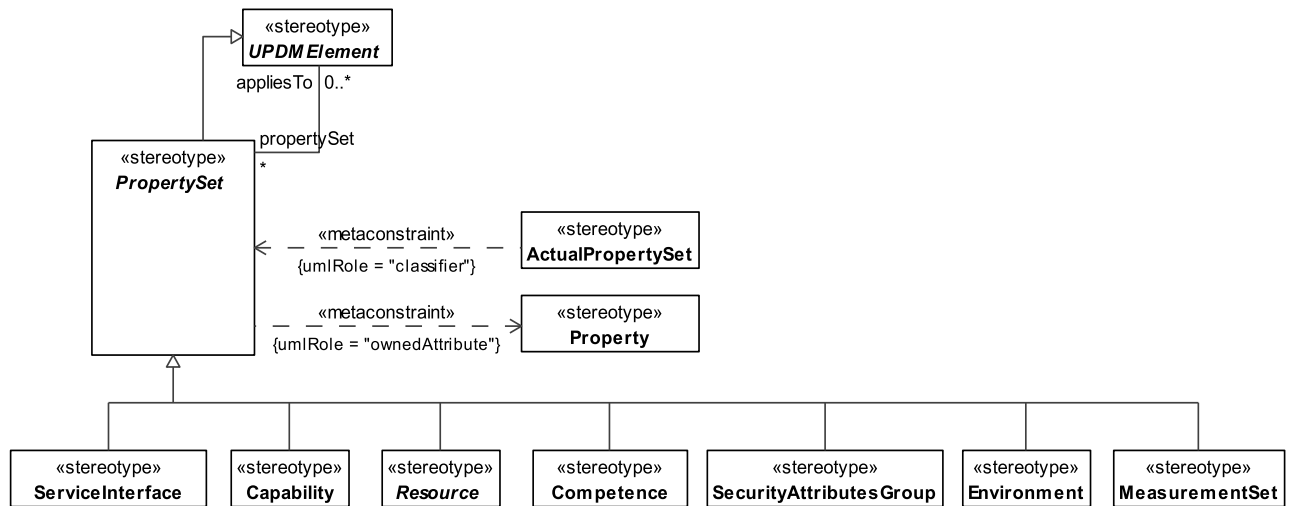 «stereotype»
UPDMElement
appliesTo 0..*
propertySet
*
«stereotype»
PropertySet
«metaconstraint»
{umlRole = "classifier"}
«stereotype»
ActualPropertySet
«metaconstraint»
{umlRole = "ownedAttribute"}
«stereotype»
Property
«stereotype»
ServiceInterface
«stereotype»
Capability
«stereotype»
Resource
«stereotype»
Competence
«stereotype»
SecurityAttributesGroup
«stereotype»
Environment
«stereotype»
MeasurementSet